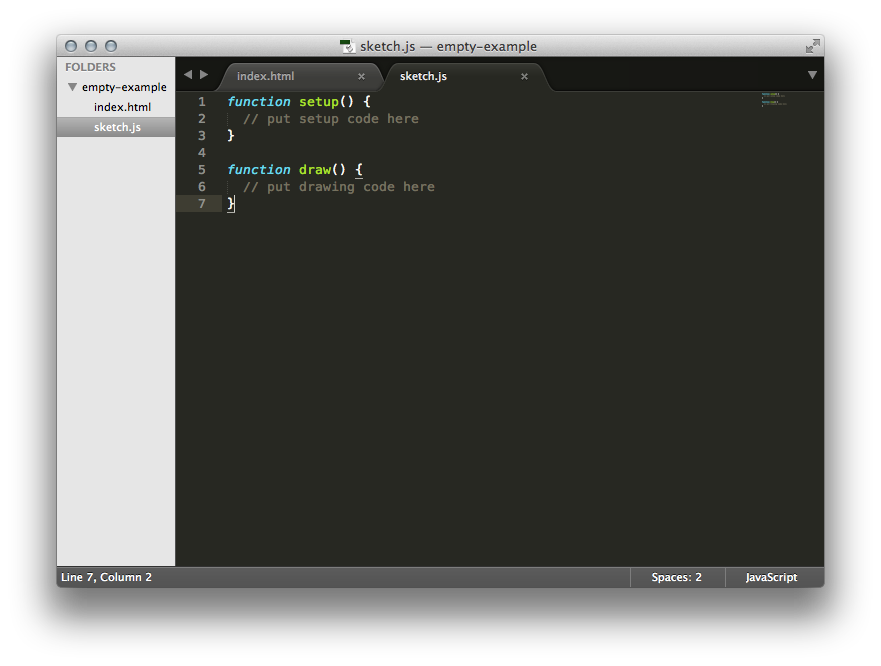 sketch.js — empty-example
FOLDERS
empty-example
index.html
sketch.js
index.html × sketch.js ×
1 function setup() {
2   // put setup code here
3 }
4
5 function draw() {
6   // put drawing code here
7 }
Line 7, Column 2 Spaces: 2 JavaScript